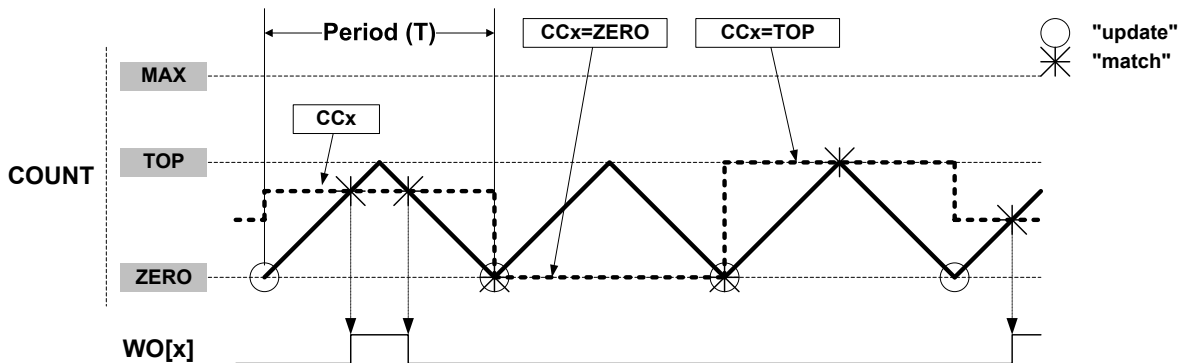 Period (T)
CCx=ZERO
CCx=TOP
"update"
"match"
MAX
CCx
TOP
COUNT
ZERO
WO[x]